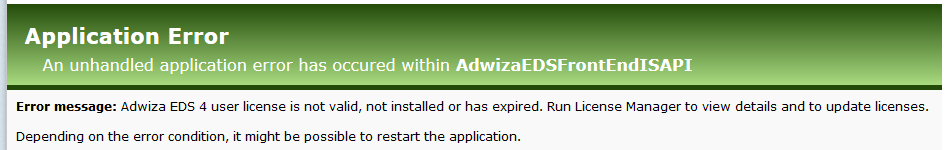 Application Error
An unhandled application error has occured within AdwizaEDSFrontEndISAPI
Error message: Adwiza EDS 4 user license is not valid, not installed or has expired. Run License Manager to view details and to update licenses.
Depending on the error condition, it might be possible to restart the application.